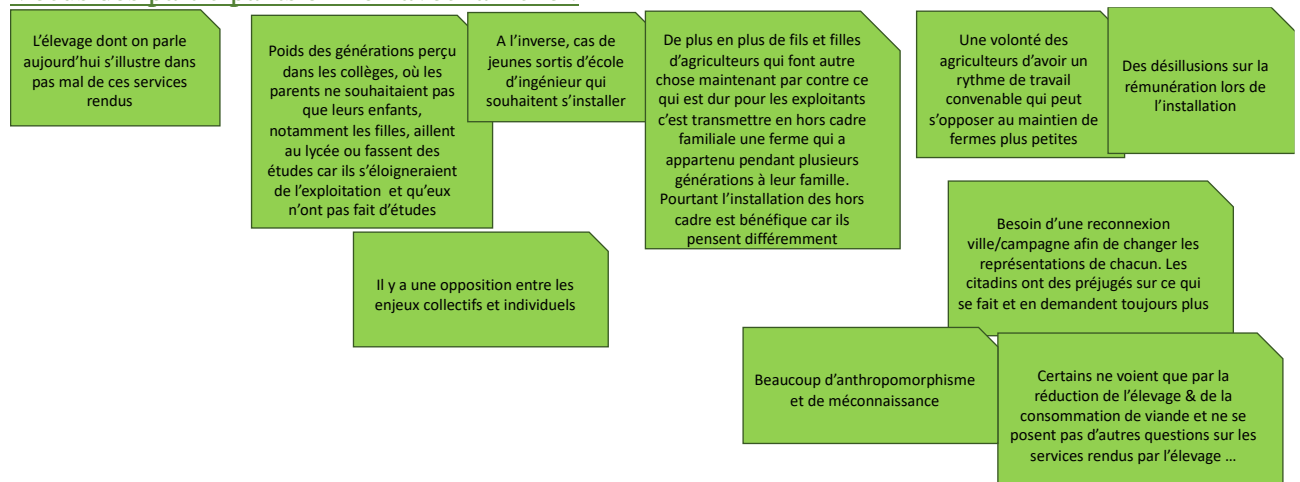 L'élevage dont on parle
aujourd'hui s'illustre dans
pas mal de ces services
rendus
Poids des générations perçu
dans les collèges, où les
parents ne souhaitaient pas
que leurs enfants,
notamment les filles, aillent
au lycée ou fassent des
études car ils s'éloigneraient
de l'exploitation et qu'eux
n'ont pas fait d'études
A l'inverse, cas de
jeunes sortis d'école
d'ingénieur qui
souhaitent s'installer
De plus en plus de fils et filles
d'agriculteurs qui font autre
chose maintenant par contre ce
qui est dur pour les exploitants
c'est transmettre en hors cadre
familiale une ferme qui a
appartenu pendant plusieurs
générations à leur famille.
Pourtant l'installation des hors
cadre est bénéfique car ils
pensent différemment
Une volonté des
agriculteurs d'avoir un
rythme de travail
convenable qui peut
s'opposer au maintien de
fermes plus petites
Des désillusions sur la
rémunération lors de
l'installation
Il y a une opposition entre les
enjeux collectifs et individuels
Besoin d'une reconnexion
ville/campagne afin de changer les
représentations de chacun. Les
citadins ont des préjugés sur ce qui
se fait et en demandent toujours plus
Beaucoup d'anthropomorphisme
et de méconnaissance
Certains ne voient que par la
réduction de l'élevage & de la
consommation de viande et ne se
posent pas d'autres questions sur les
services rendus par l'élevage …